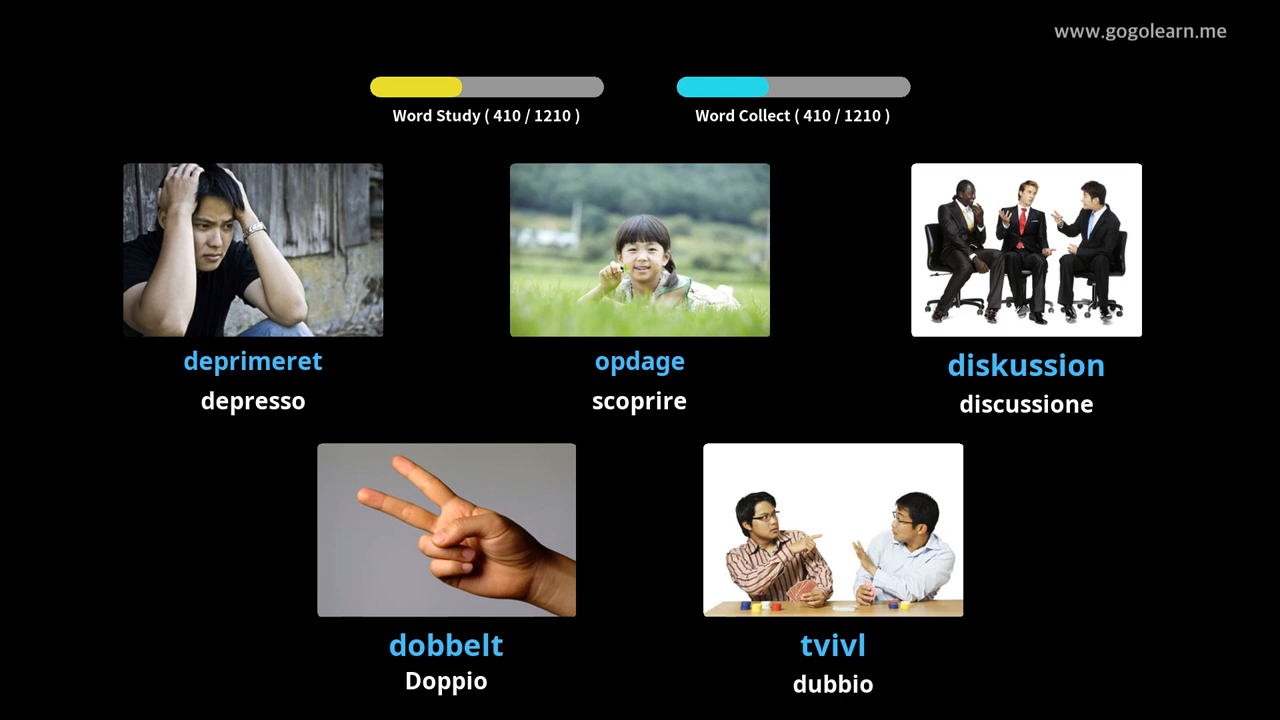 www.gogolearn.me
Word Study ( 410 / 1210 )
Word Collect ( 410 / 1210 )
deprimeret
depresso
opdage
scoprire
diskussion
discussione
dobbelt
Doppio
tvivl
dubbio